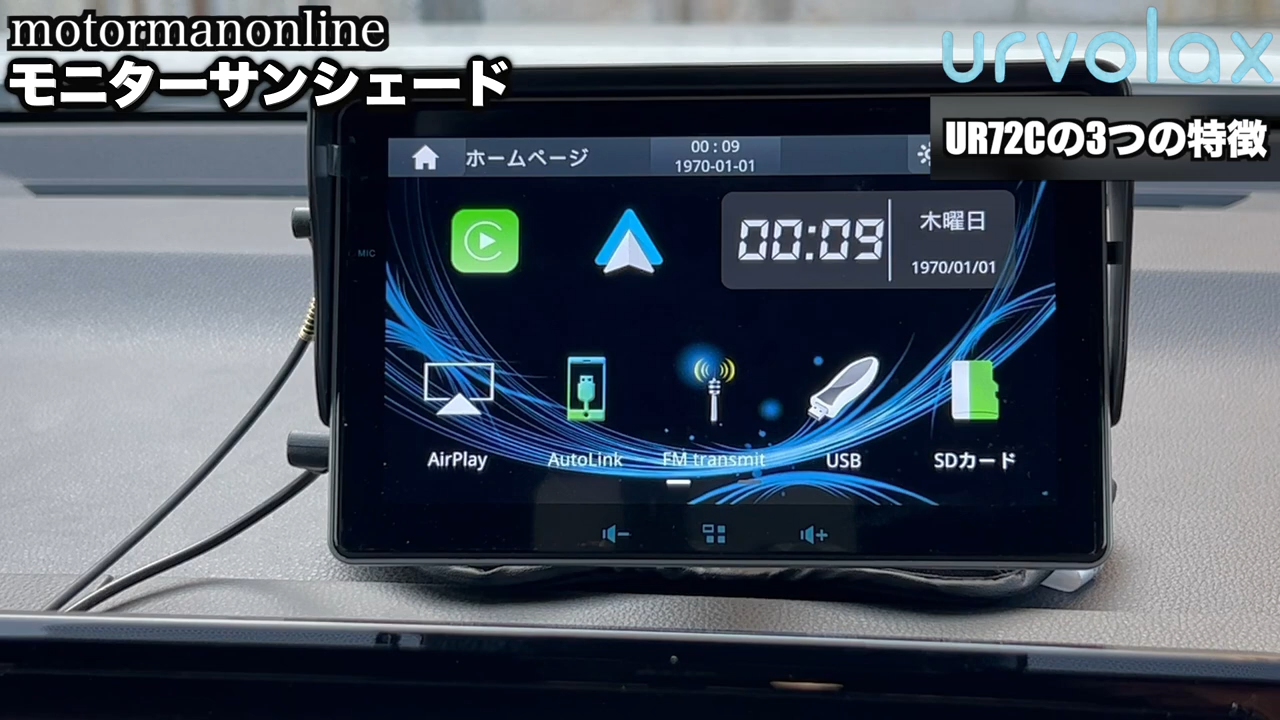 motormanonline
モニターサンシェード
urvolax
UR72Cの3つの特徴
ホームページ
00 : 09
1970-01-01
MIC
00:09
木曜日
1970/01/01
AirPlay
AutoLink
FM transmit
USB
SDカード